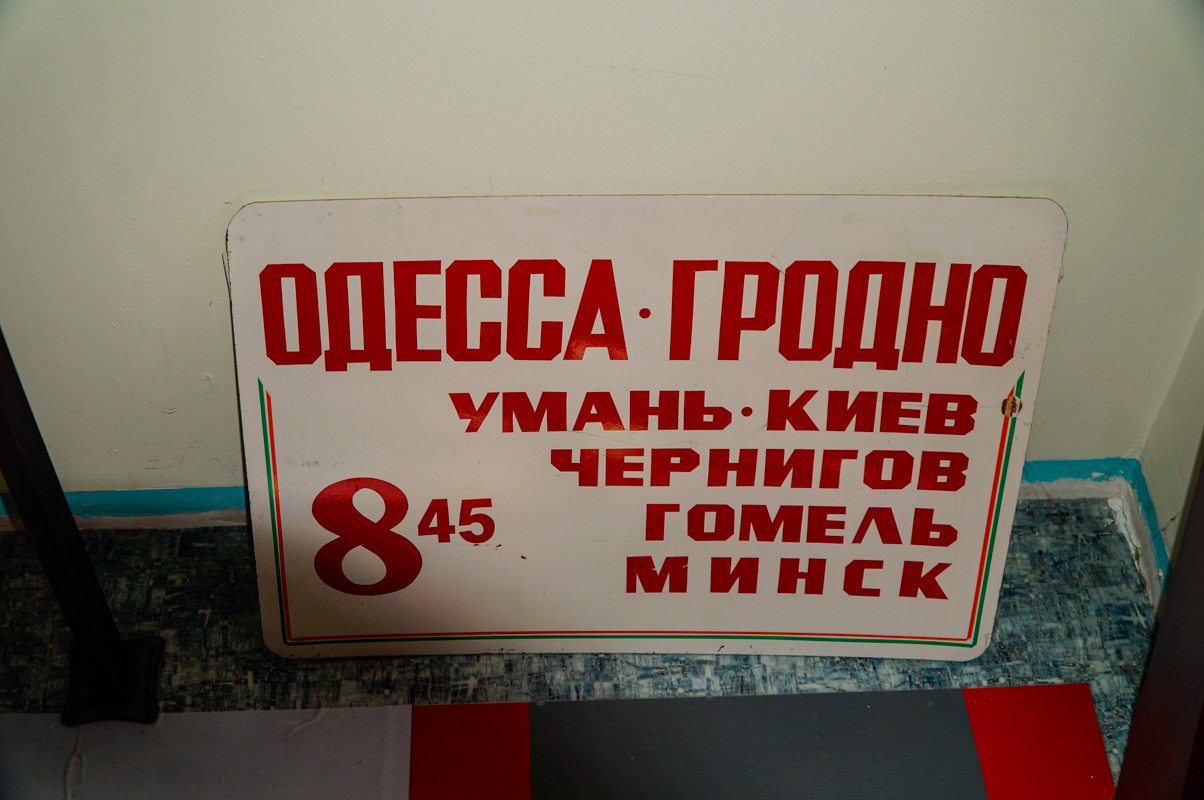 ОДЕССА·ГРОДНО
УМАНЬ·КИЕВ
ЧЕРНИГОВ
ГОМЕЛЬ
МИНСК
8 45